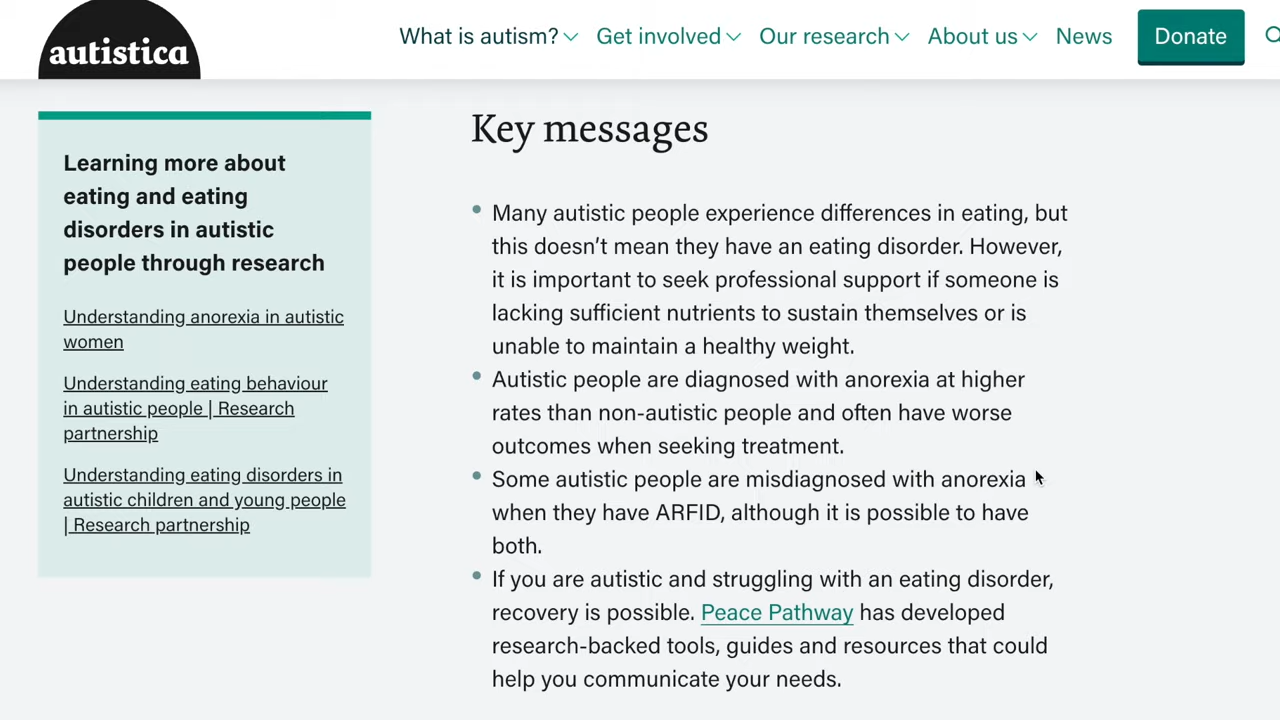 autistica
What is autism? Get involved Our research About us News Donate
Learning more about
eating and eating
disorders in autistic
people through research
Understanding anorexia in autistic
women
Understanding eating behaviour
in autistic people | Research
partnership
Understanding eating disorders in
autistic children and young people
| Research partnership
Key messages
Many autistic people experience differences in eating, but
this doesn’t mean they have an eating disorder. However,
it is important to seek professional support if someone is
lacking sufficient nutrients to sustain themselves or is
unable to maintain a healthy weight.
Autistic people are diagnosed with anorexia at higher
rates than non-autistic people and often have worse
outcomes when seeking treatment.
Some autistic people are misdiagnosed with anorexia
when they have ARFID, although it is possible to have
both.
If you are autistic and struggling with an eating disorder,
recovery is possible. Peace Pathway has developed
research-backed tools, guides and resources that could
help you communicate your needs.